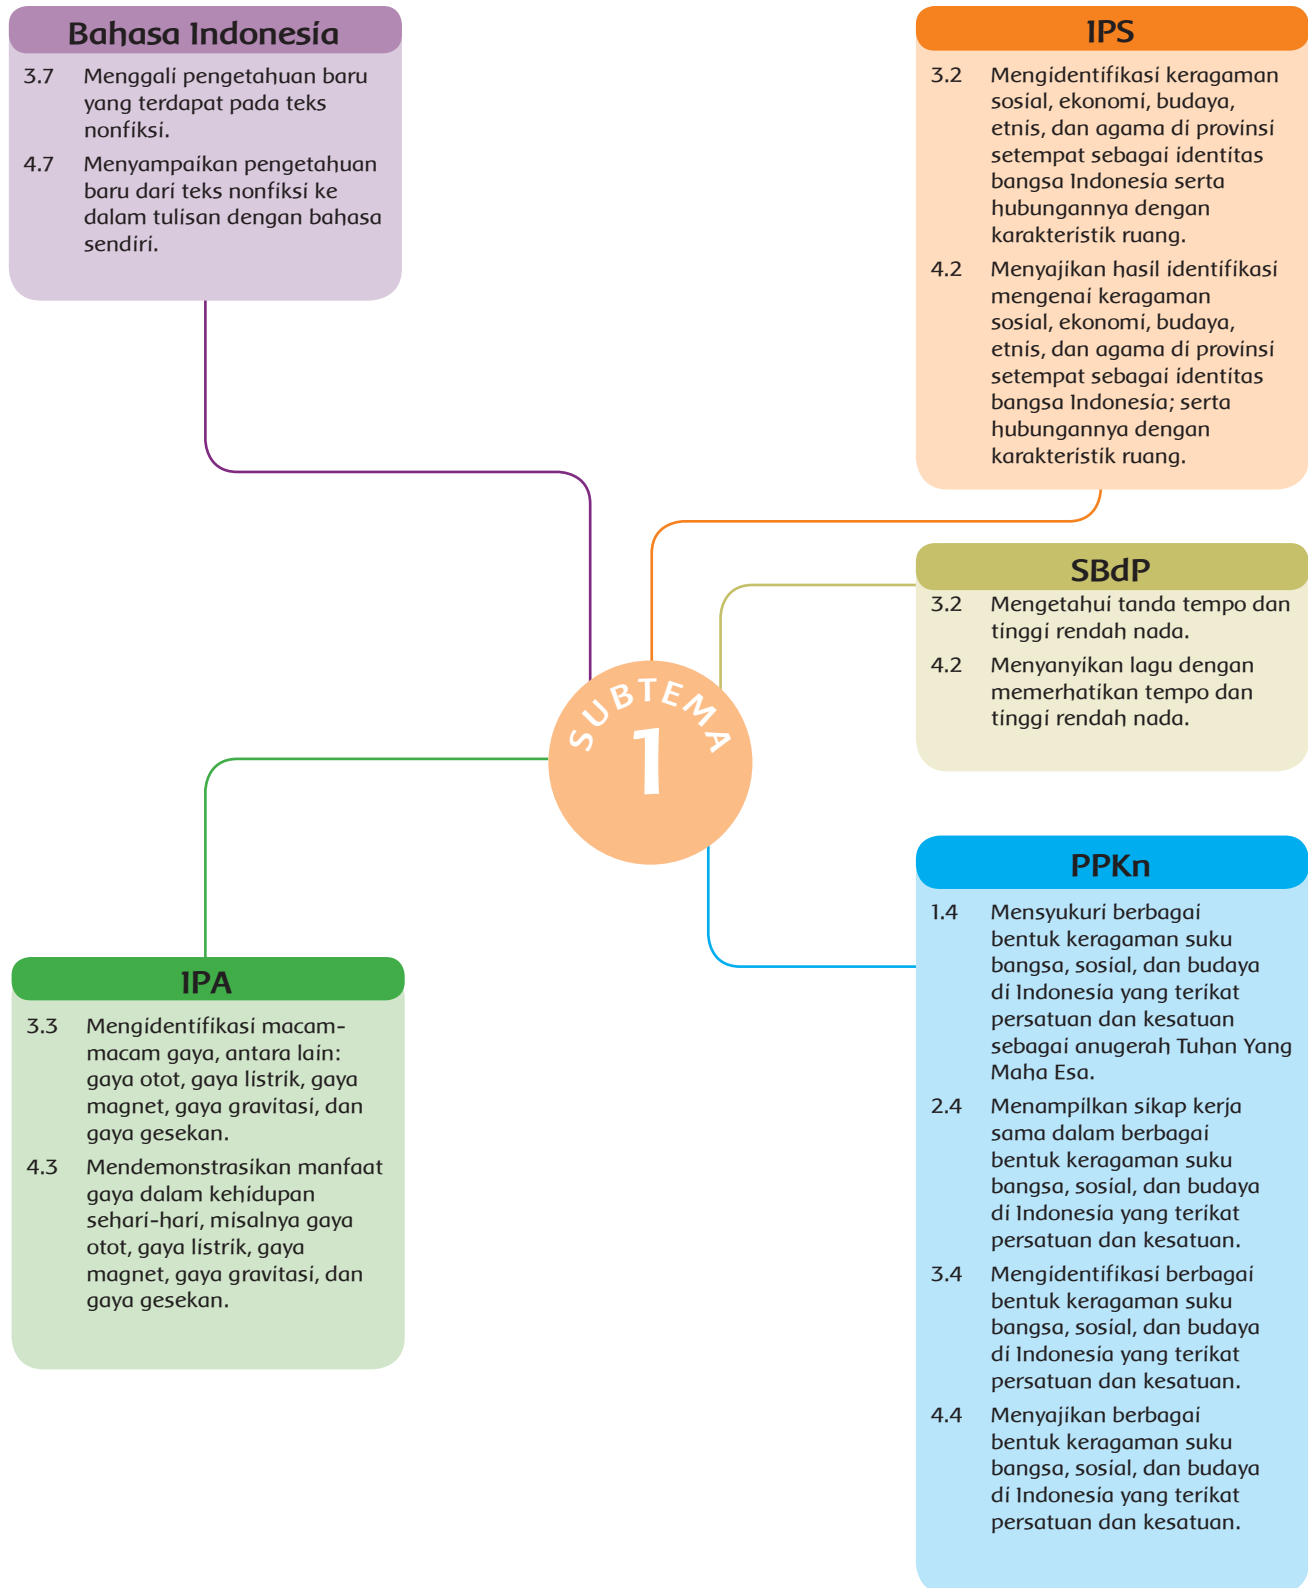 Bahasa Indonesia
3.7 Menggali pengetahuan baru
yang terdapat pada teks
nonfiksi.
4.7 Menyampaikan pengetahuan
baru dari teks nonfiksi ke
dalam tulisan dengan bahasa
sendiri.
IPS
3.2 Mengidentifikasi keragaman
sosial, ekonomi, budaya,
etnis, dan agama di provinsi
setempat sebagai identitas
bangsa Indonesia serta
hubungannya dengan
karakteristik ruang.
4.2 Menyajikan hasil identifikasi
mengenai keragaman
sosial, ekonomi, budaya,
etnis, dan agama di provinsi
setempat sebagai identitas
bangsa Indonesia; serta
hubungannya dengan
karakteristik ruang.
SBdP
3.2 Mengetahui tanda tempo dan
tinggi rendah nada.
4.2 Menyanyikan lagu dengan
memerhatikan tempo dan
tinggi rendah nada.
SUBTEMA
1
PPKn
1.4 Mensyukuri berbagai
bentuk keragaman suku
bangsa, sosial, dan budaya
di Indonesia yang terikat
persatuan dan kesatuan
sebagai anugerah Tuhan Yang
Maha Esa.
2.4 Menampilkan sikap kerja
sama dalam berbagai
bentuk keragaman suku
bangsa, sosial, dan budaya
di Indonesia yang terikat
persatuan dan kesatuan.
3.4 Mengidentifikasi berbagai
bentuk keragaman suku
bangsa, sosial, dan budaya
di Indonesia yang terikat
persatuan dan kesatuan.
4.4 Menyajikan berbagai
bentuk keragaman suku
bangsa, sosial, dan budaya
di Indonesia yang terikat
persatuan dan kesatuan.
IPA
3.3 Mengidentifikasi macam-
macam gaya, antara lain:
gaya otot, gaya listrik, gaya
magnet, gaya gravitasi, dan
gaya gesekan.
4.3 Mendemonstrasikan manfaat
gaya dalam kehidupan
sehari-hari, misalnya gaya
otot, gaya listrik, gaya
magnet, gaya gravitasi, dan
gaya gesekan.